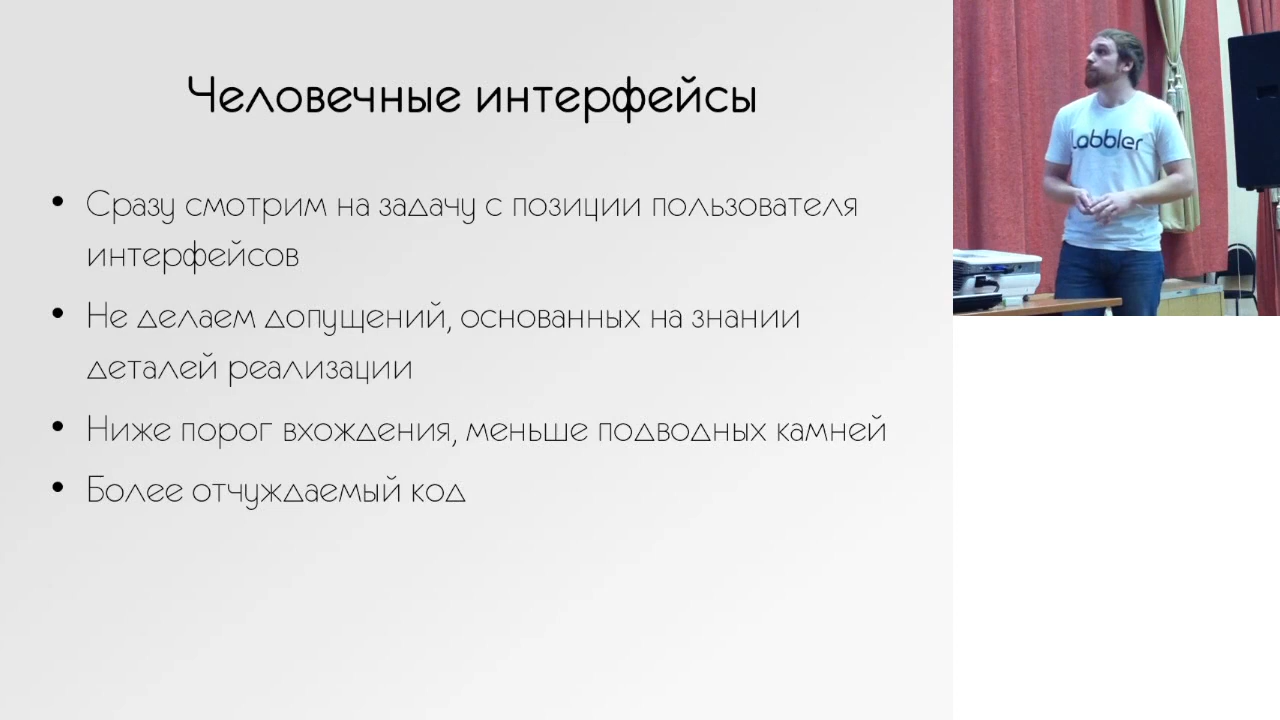 Человечные интерфейсы
• Сразу смотрим на задачу с позиции пользователя
интерфейсов
• Не делаем допущений, основанных на знании
деталей реализации
• Ниже порог вхождения, меньше подводных камней
• Более отчуждаемый код
Labbler